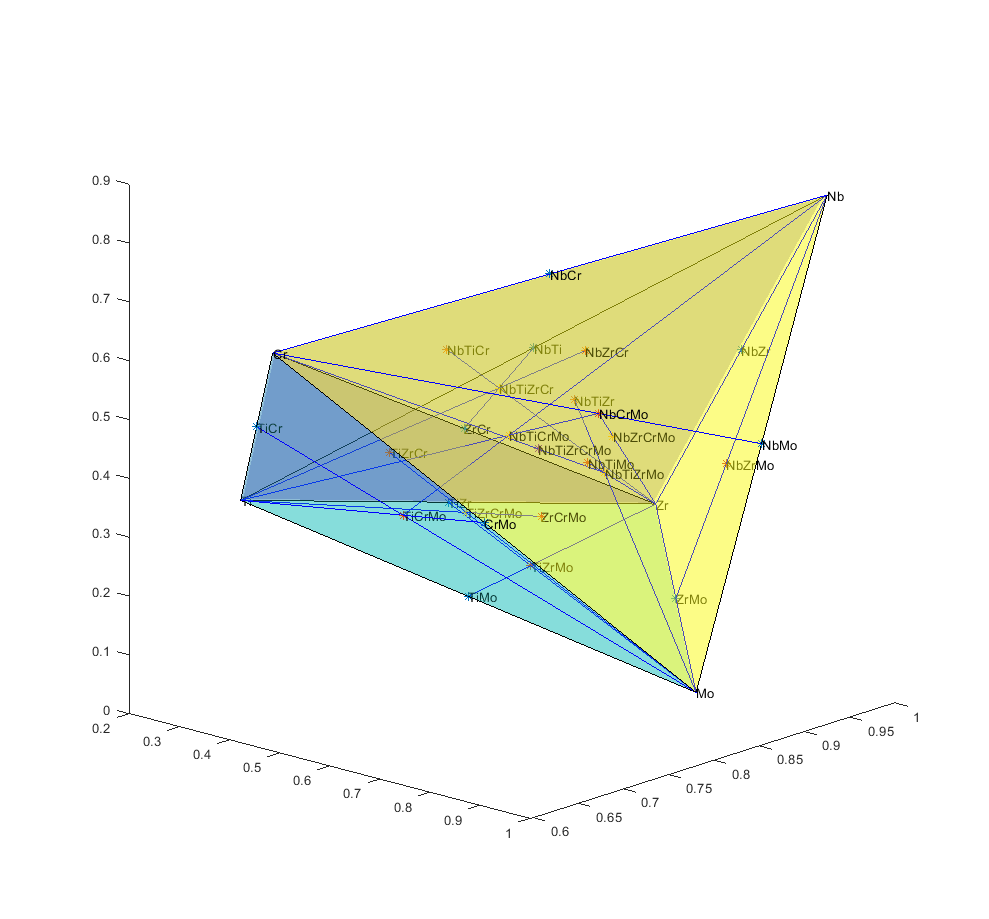 0.9
Nb
0.8
NbCr
0.7
NbTiCr
NbTi
NbZrCr
NbZr
Cr
0.6
NbTiZrCr
NbTiZr
NbCrMo
0.5
TiCr
ZrCr
NbTiCrMo
NbZrCrMo
NbMo
TiZrCr
NbTiZrCrMo
NbTiMo
NbZrMo
0.4
NbTiZrMo
Ti
TiZr
Zr
TiCrMo
TiZrCrMo
ZrCrMo
CrMo
0.3
TiZrMo
0.2
TiMo
ZrMo
0.1
Mo
0
0.2
0.3
0.4
0.5
0.6
0.7
0.8
0.9
1
0.6
0.65
0.7
0.75
0.8
0.85
0.9
0.95
1